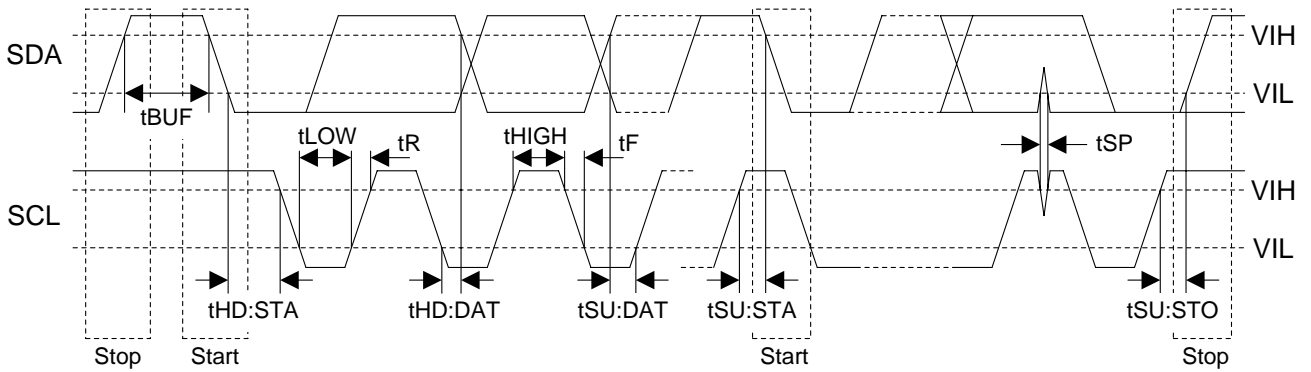 SDA
VIH
VIL
tBUF
tLOW
tR
tHIGH
tF
tSP
SCL
VIH
VIL
tHD:STA
tHD:DAT
tSU:DAT
tSU:STA
tSU:STO
Stop
Start
Start
Stop